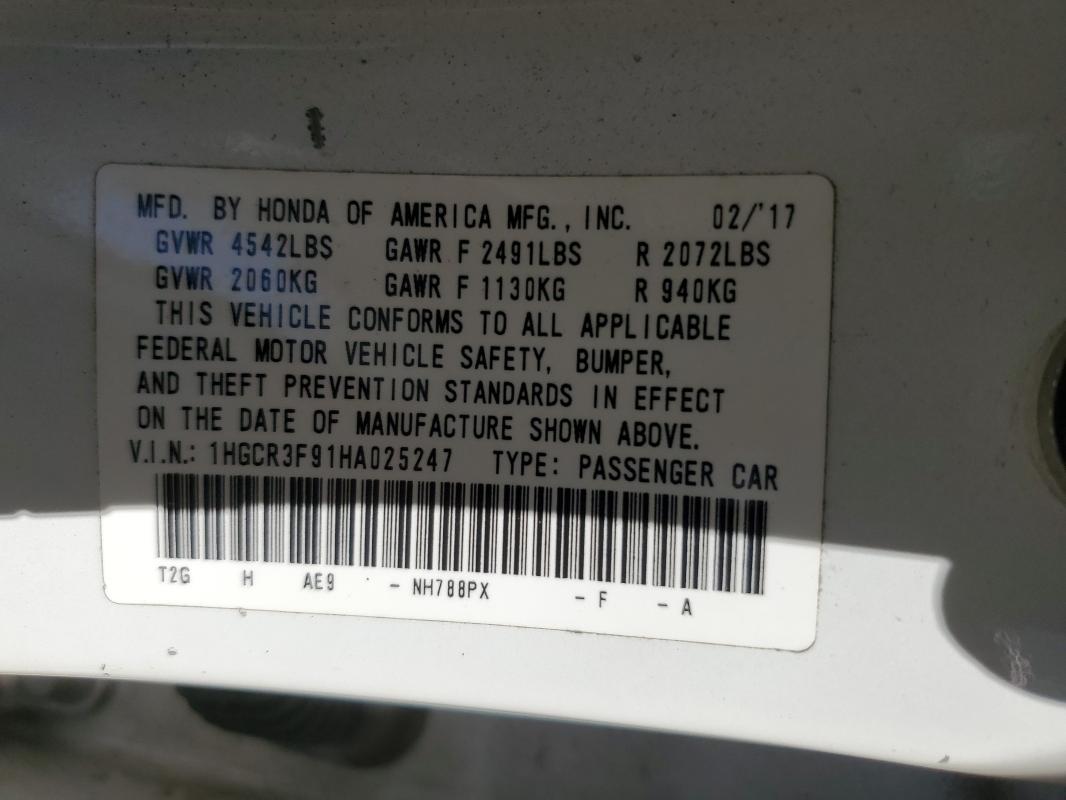 MFD. BY HONDA OF AMERICA MFG., INC. 02/'17
GVWR 4542LBS GAWR F 2491LBS R 2072LBS
GVWR 2060KG GAWR F 1130KG R 940KG
THIS VEHICLE CONFORMS TO ALL APPLICABLE
FEDERAL MOTOR VEHICLE SAFETY, BUMPER,
AND THEFT PREVENTION STANDARDS IN EFFECT
ON THE DATE OF MANUFACTURE SHOWN ABOVE.
V.I.N.: 1HGCR3F91HA025247 TYPE: PASSENGER CAR
T2G H AE9 - NH788PX - F - A